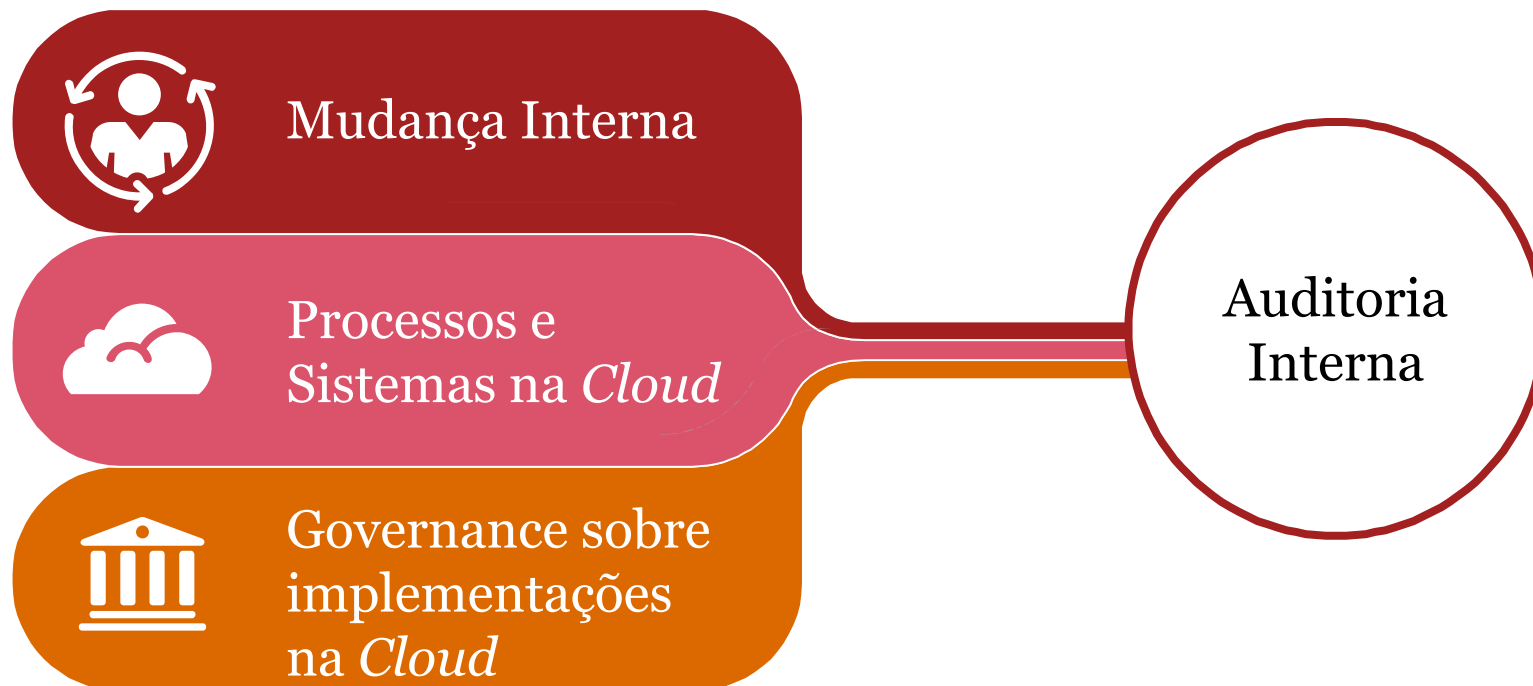 Mudança Interna
Processos e
Sistemas na Cloud
Governance sobre
implementações
na Cloud
Auditoria
Interna